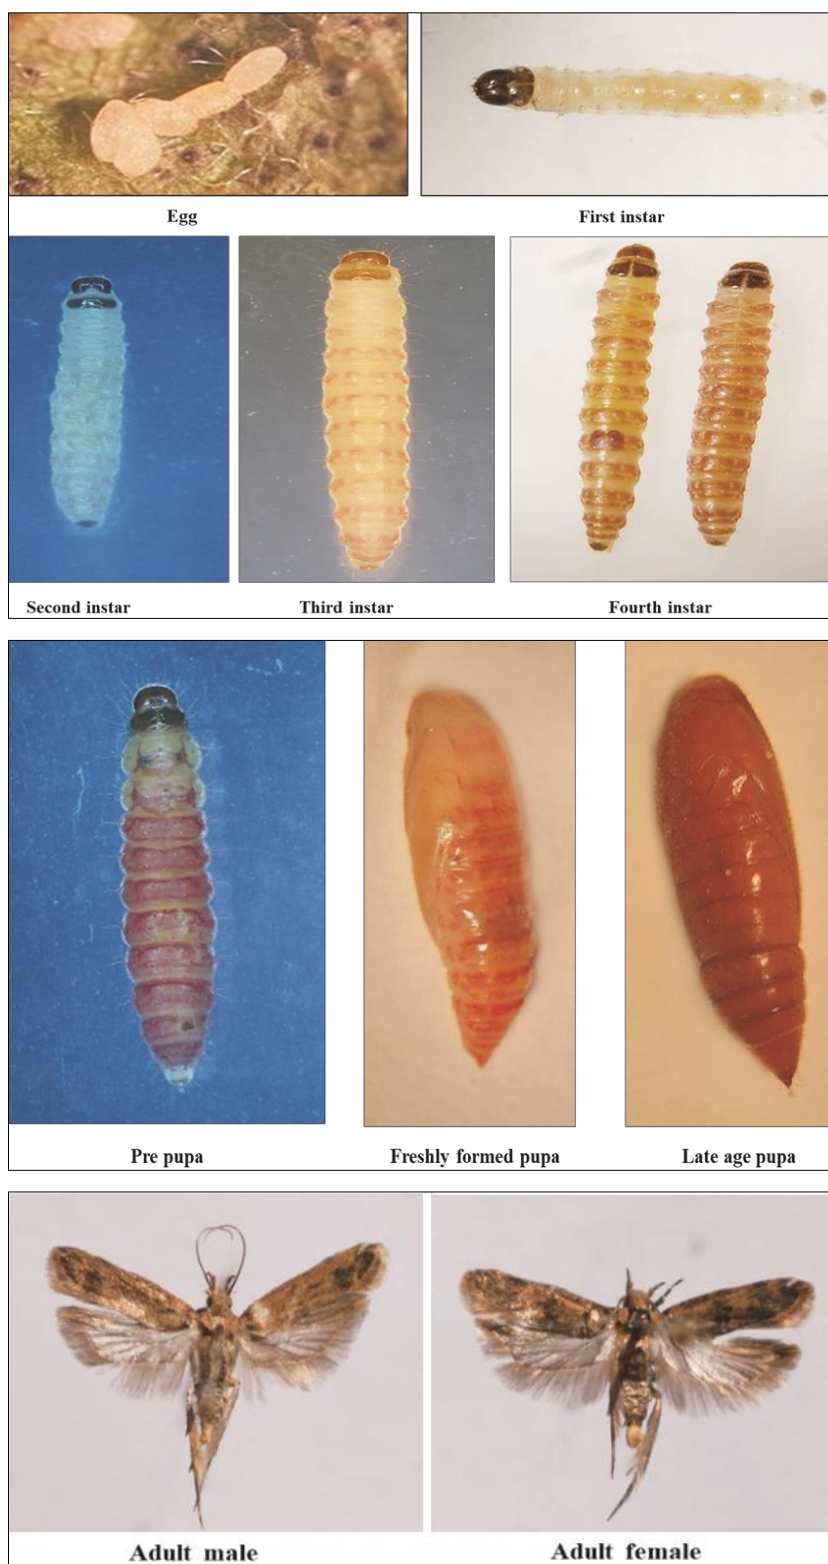 Egg
First instar
Second instar
Third instar
Fourth instar
Pre pupa
Freshly formed pupa
Late age pupa
Adult male
Adult female